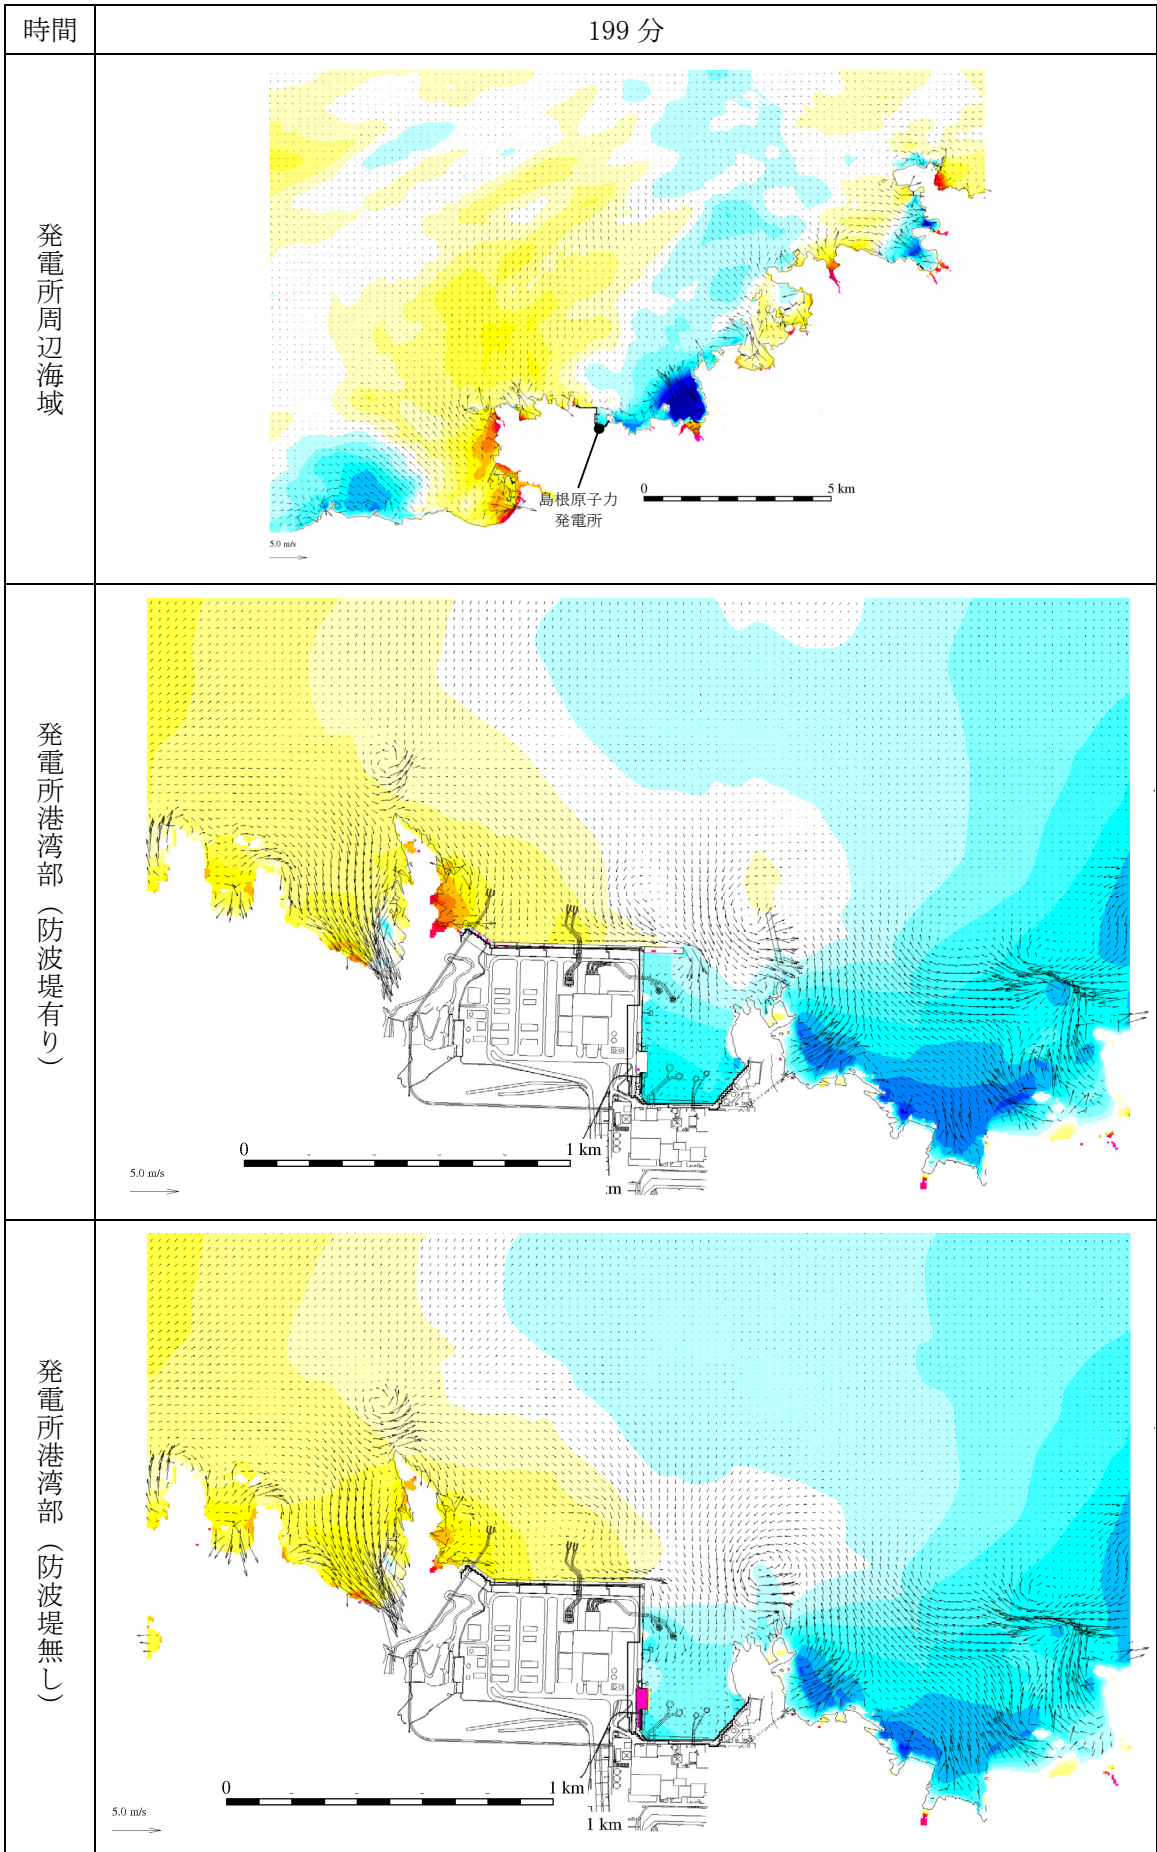 時間
199 分
発電所周辺海域
島根原子力
発電所
0
5 km
5.0 m/s
発電所港湾部（防波堤有り）
0
1 km
5.0 m/s
:m
発電所港湾部（防波堤無し）
0
1 km
5.0 m/s
1 km